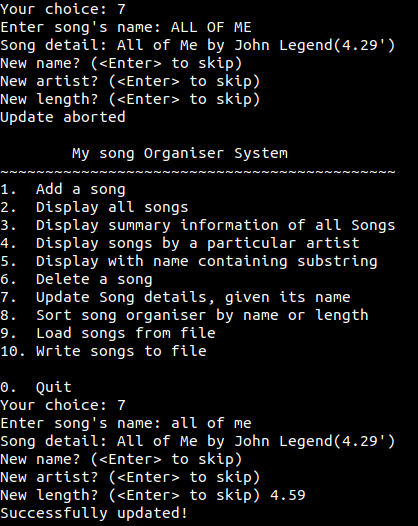 Your choice: 7
Enter song's name: ALL OF ME
Song detail: All of Me by John Legend(4.29')
New name? (<Enter> to skip)
New artist? (<Enter> to skip)
New length? (<Enter> to skip)
Update aborted
My song Organiser System
~~~~~~~~~~~~~~~~~~~~~~~~~~~~~~~~~~~~~~~~~~~~
1.  Add a song
2.  Display all songs
3.  Display summary information of all Songs
4.  Display songs by a particular artist
5.  Display with name containing substring
6.  Delete a song
7.  Update Song details, given its name
8.  Sort song organiser by name or length
9.  Load songs from file
10. Write songs to file
0.  Quit
Your choice: 7
Enter song's name: all of me
Song detail: All of Me by John Legend(4.29')
New name? (<Enter> to skip)
New artist? (<Enter> to skip)
New length? (<Enter> to skip) 4.59
Successfully updated!